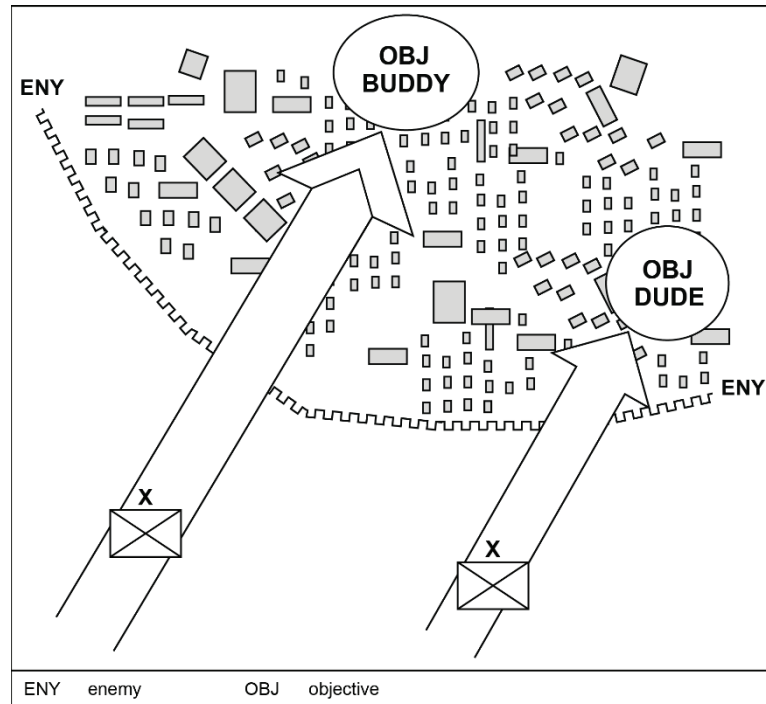 OBJ
BUDDY
ENY
OBJ
DUDE
ENY
X
X
ENY enemy OBJ objective